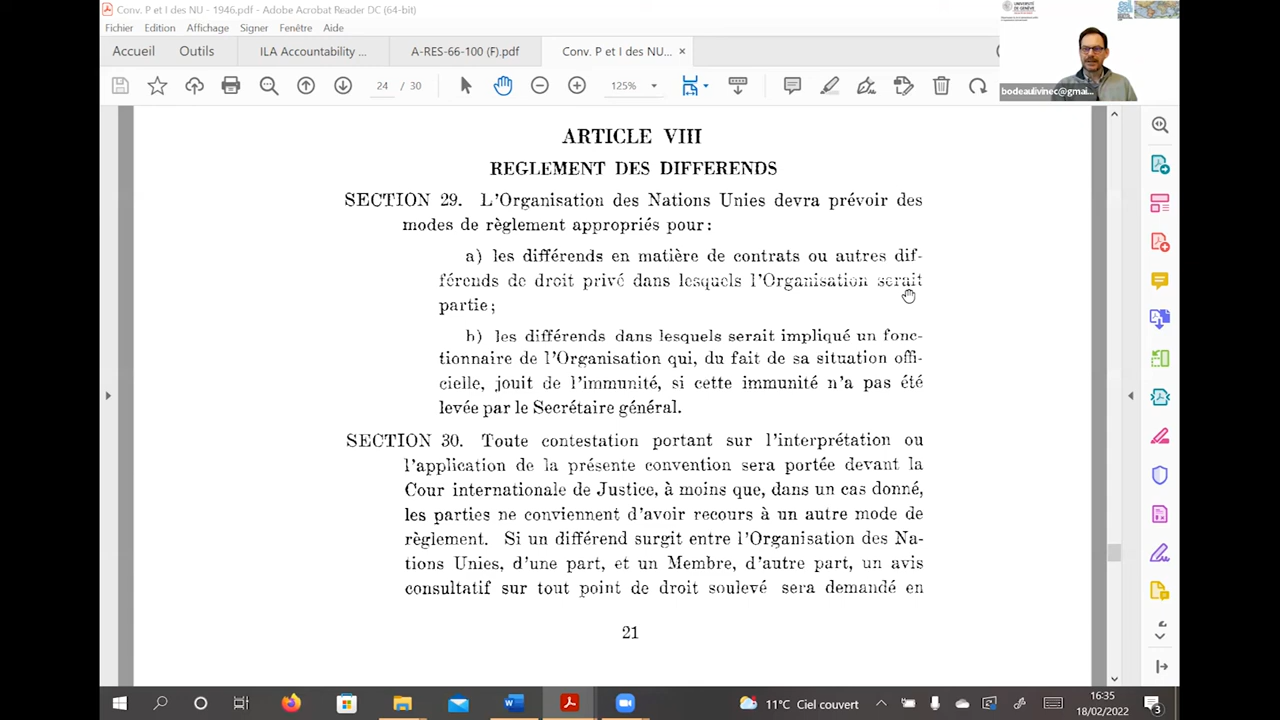 Conv. P et I des NU - 1946.pdf - Adobe Acrobat Reader DC (64-bit)
Fichier Edition Affichage Signer Fenêtre Aide
Accueil Outils ILA Accountability ... A-RES-66-100 (F).pdf Conv. P et I des NU... ×
24 / 30 125%
UNIVERSITÉ
DE GENÈVE
bodeaulivinec@gmai...
ARTICLE VIII
REGLEMENT DES DIFFERENDS
SECTION 29. L'Organisation des Nations Unies devra prévoir des
modes de règlement appropriés pour:
a) les différends en matière de contrats ou autres dif-
férends de droit privé dans lesquels l'Organisation serait
partie;
b) les différends dans lesquels serait impliqué un fonc-
tionnaire de l'Organisation qui, du fait de sa situation offi-
cielle, jouit de l'immunité, si cette immunité n'a pas été
levée par le Secrétaire général.
SECTION 30. Toute contestation portant sur l'interprétation ou
l'application de la présente convention sera portée devant la
Cour internationale de Justice, à moins que, dans un cas donné,
les parties ne conviennent d'avoir recours à un autre mode de
règlement. Si un différend surgit entre l'Organisation des Na-
tions Unies, d'une part, et un Membre, d'autre part, un avis
consultatif sur tout point de droit soulevé sera demandé en
21
11°C Ciel couvert
16:35
18/02/2022
3